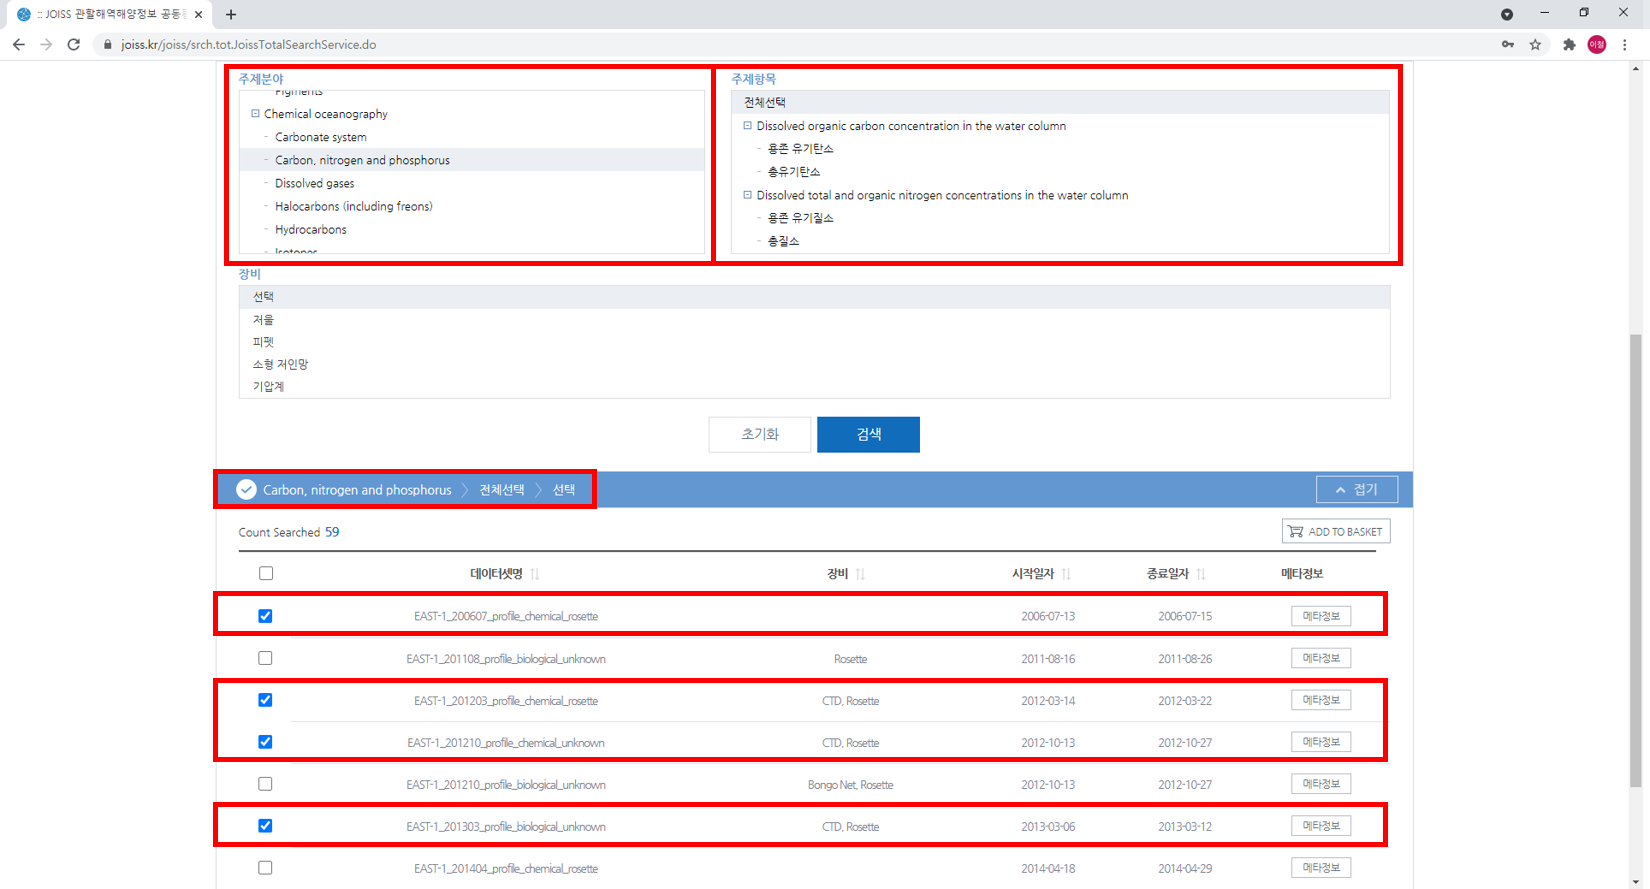 :: JOISS 관할해역해양정보 공동
joiss.kr/joiss/srch.tot.JoissTotalSearchService.do
이절
주제분야
Pigments
Chemical oceanography
Carbonate system
Carbon, nitrogen and phosphorus
Dissolved gases
Halocarbons (including freons)
Hydrocarbons
Isotopes
주제항목
전체선택
Dissolved organic carbon concentration in the water column
용존 유기탄소
총유기탄소
Dissolved total and organic nitrogen concentrations in the water column
용존 유기질소
총질소
장비
선택
저울
피펫
소형 저인망
기압계
초기화 검색
Carbon, nitrogen and phosphorus 전체선택 선택 접기
Count Searched 59 ADD TO BASKET
데이터셋명 장비 시작일자 종료일자 메타정보
EAST-1_200607_profile_chemical_rosette 2006-07-13 2006-07-15 메타정보
EAST-1_201108_profile_biological_unknown Rosette 2011-08-16 2011-08-26 메타정보
EAST-1_201203_profile_chemical_rosette CTD, Rosette 2012-03-14 2012-03-22 메타정보
EAST-1_201210_profile_chemical_unknown CTD, Rosette 2012-10-13 2012-10-27 메타정보
EAST-1_201210_profile_biological_unknown Bongo Net, Rosette 2012-10-13 2012-10-27 메타정보
EAST-1_201303_profile_biological_unknown CTD, Rosette 2013-03-06 2013-03-12 메타정보
EAST-1_201404_profile_chemical_rosette 2014-04-18 2014-04-29 메타정보